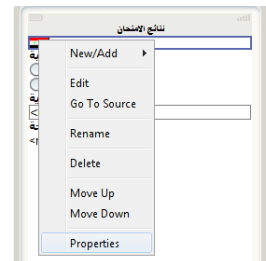 نتائج الامتحان
New/Add
Edit
Go To Source
Rename
Delete
Move Up
Move Down
Properties